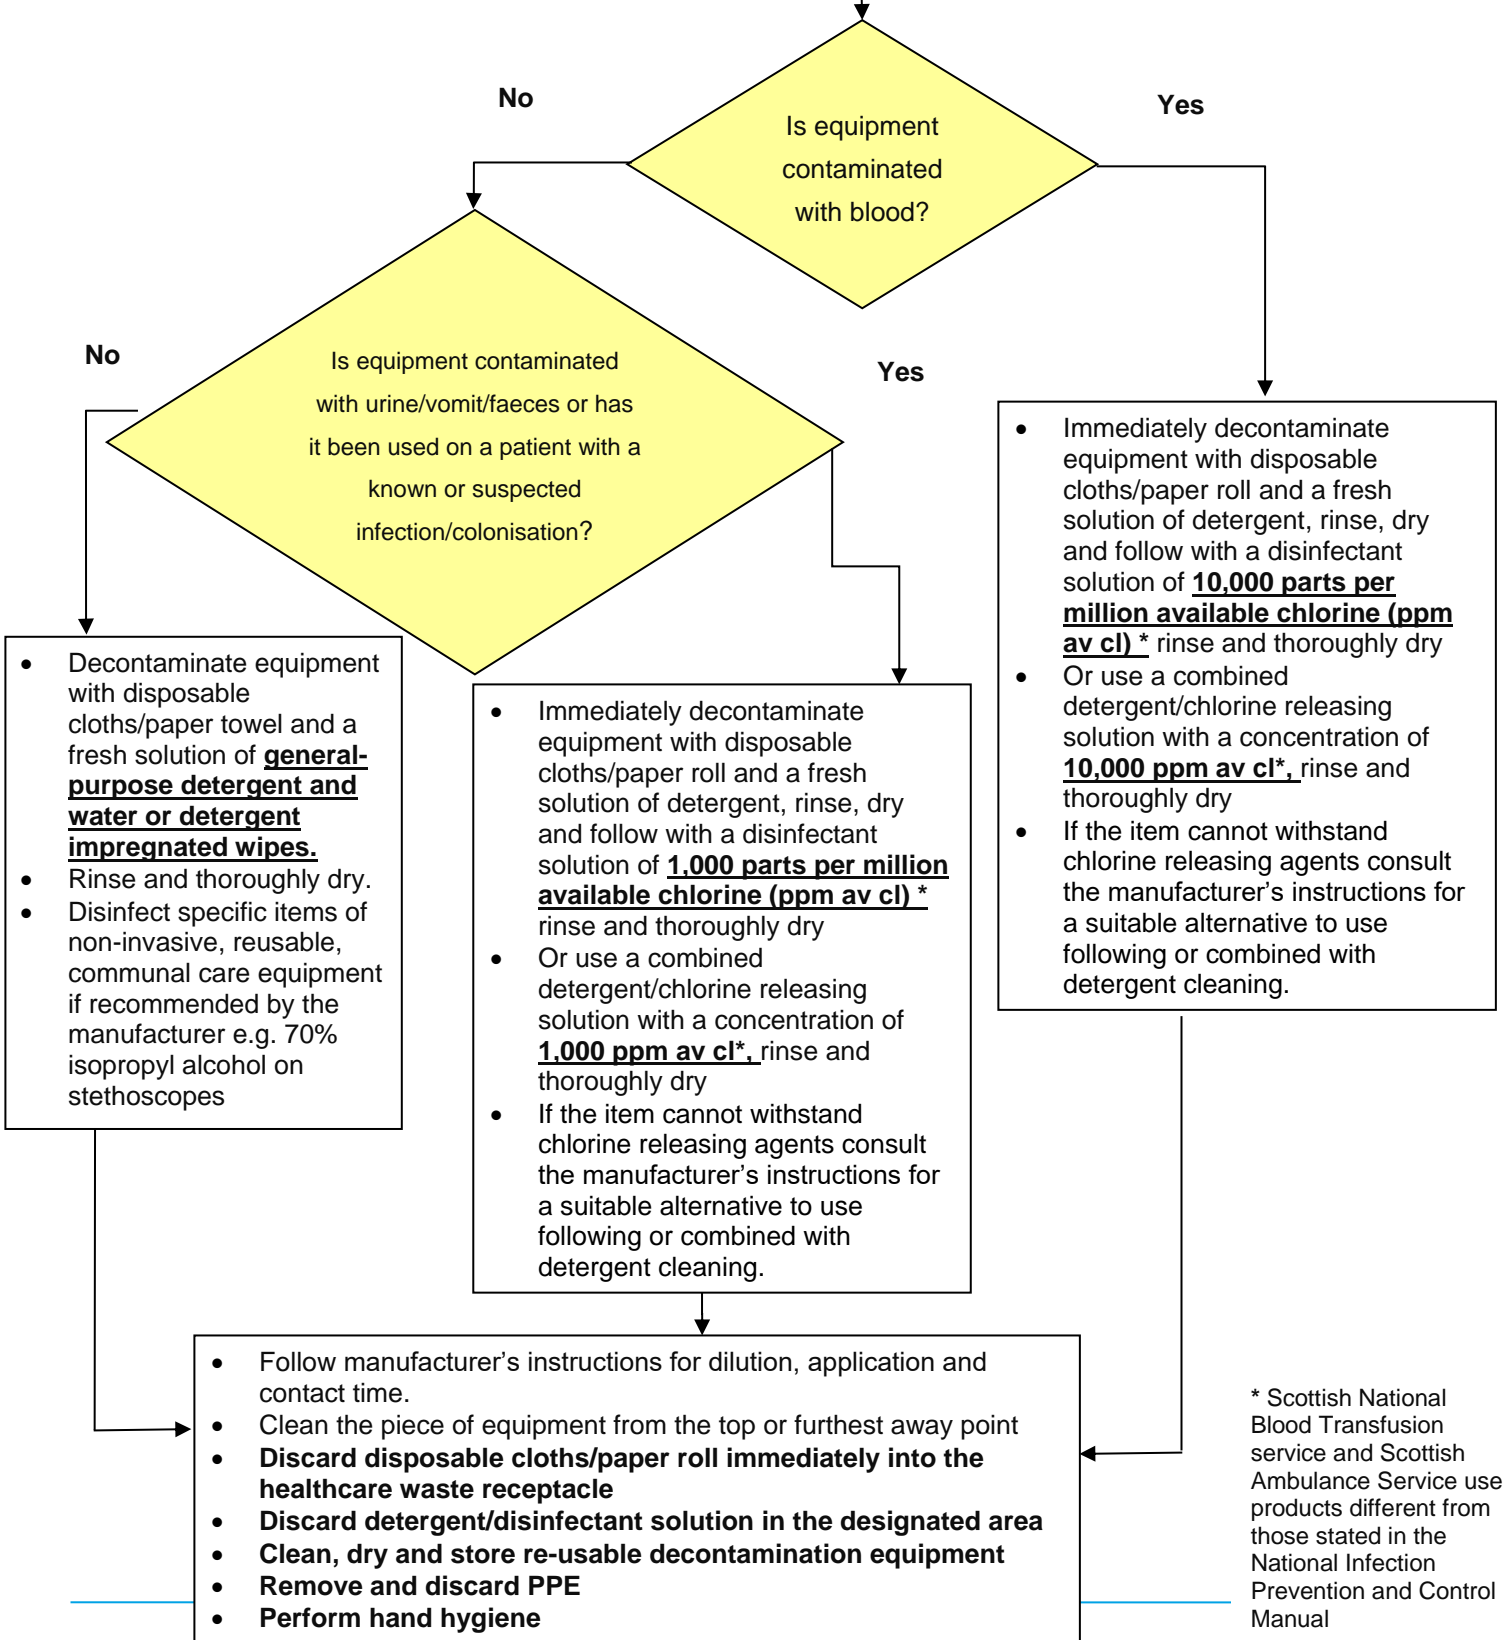 No
Yes
Is equipment
contaminated
with blood?
No
Yes
Is equipment contaminated
with urine/vomit/faeces or has
it been used on a patient with a
known or suspected
infection/colonisation?
• Immediately decontaminate
equipment with disposable
cloths/paper roll and a fresh
solution of detergent, rinse, dry
and follow with a disinfectant
solution of 10,000 parts per
million available chlorine (ppm
av cl) * rinse and thoroughly dry
• Or use a combined
detergent/chlorine releasing
solution with a concentration of
10,000 ppm av cl*, rinse and
thoroughly dry
• If the item cannot withstand
chlorine releasing agents consult
the manufacturer’s instructions for
a suitable alternative to use
following or combined with
detergent cleaning.
• Decontaminate equipment
with disposable
cloths/paper towel and a
fresh solution of general-
purpose detergent and
water or detergent
impregnated wipes.
• Rinse and thoroughly dry.
• Disinfect specific items of
non-invasive, reusable,
communal care equipment
if recommended by the
manufacturer e.g. 70%
isopropyl alcohol on
stethoscopes
• Immediately decontaminate
equipment with disposable
cloths/paper roll and a fresh
solution of detergent, rinse, dry
and follow with a disinfectant
solution of 1,000 parts per million
available chlorine (ppm av cl) *
rinse and thoroughly dry
• Or use a combined
detergent/chlorine releasing
solution with a concentration of
1,000 ppm av cl*, rinse and
thoroughly dry
• If the item cannot withstand
chlorine releasing agents consult
the manufacturer’s instructions for
a suitable alternative to use
following or combined with
detergent cleaning.
• Follow manufacturer’s instructions for dilution, application and
contact time.
• Clean the piece of equipment from the top or furthest away point
• Discard disposable cloths/paper roll immediately into the
healthcare waste receptacle
• Discard detergent/disinfectant solution in the designated area
• Clean, dry and store re-usable decontamination equipment
• Remove and discard PPE
• Perform hand hygiene
* Scottish National
Blood Transfusion
service and Scottish
Ambulance Service use
products different from
those stated in the
National Infection
Prevention and Control
Manual